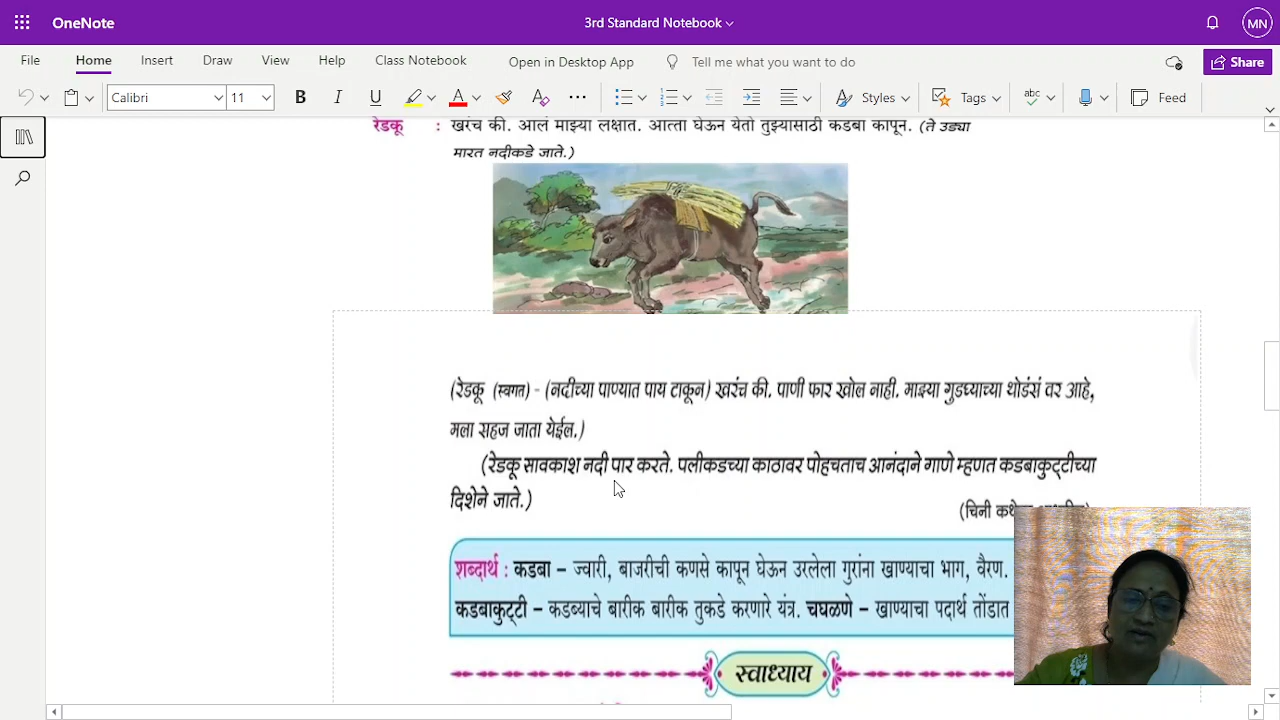 OneNote
3rd Standard Notebook
MN
File Home Insert Draw View Help Class Notebook Open in Desktop App Tell me what you want to do Share
Calibri 11 B I U A Styles Tags abc Feed
रेडकू : खरंच की. आलं माझ्या लक्षात. आत्ता घेऊन येतो तुझ्यासाठी कडबा कापून. (ते उड्या
मारत नदीकडे जाते.)
(रेडकू (स्वगत) - (नदीच्या पाण्यात पाय टाकून) खरंच की. पाणी फार खोल नाही. माझ्या गुडघ्याच्या थोडंसं वर आहे,
मला सहज जाता येईल.)
(रेडकू सावकाश नदी पार करते. पलीकडच्या काठावर पोहचताच आनंदाने गाणे म्हणत कडबाकुट्टीच्या
दिशेने जाते.)
(चिनी
शब्दार्थ : कडबा – ज्वारी, बाजरीची कणसे कापून घेऊन उरलेला गुरांना खाण्याचा भाग, वैरण.
कडबाकुट्टी – कडब्याचे बारीक बारीक तुकडे करणारे यंत्र. चघळणे – खाण्याचा पदार्थ तोंडात
स्वाध्याय